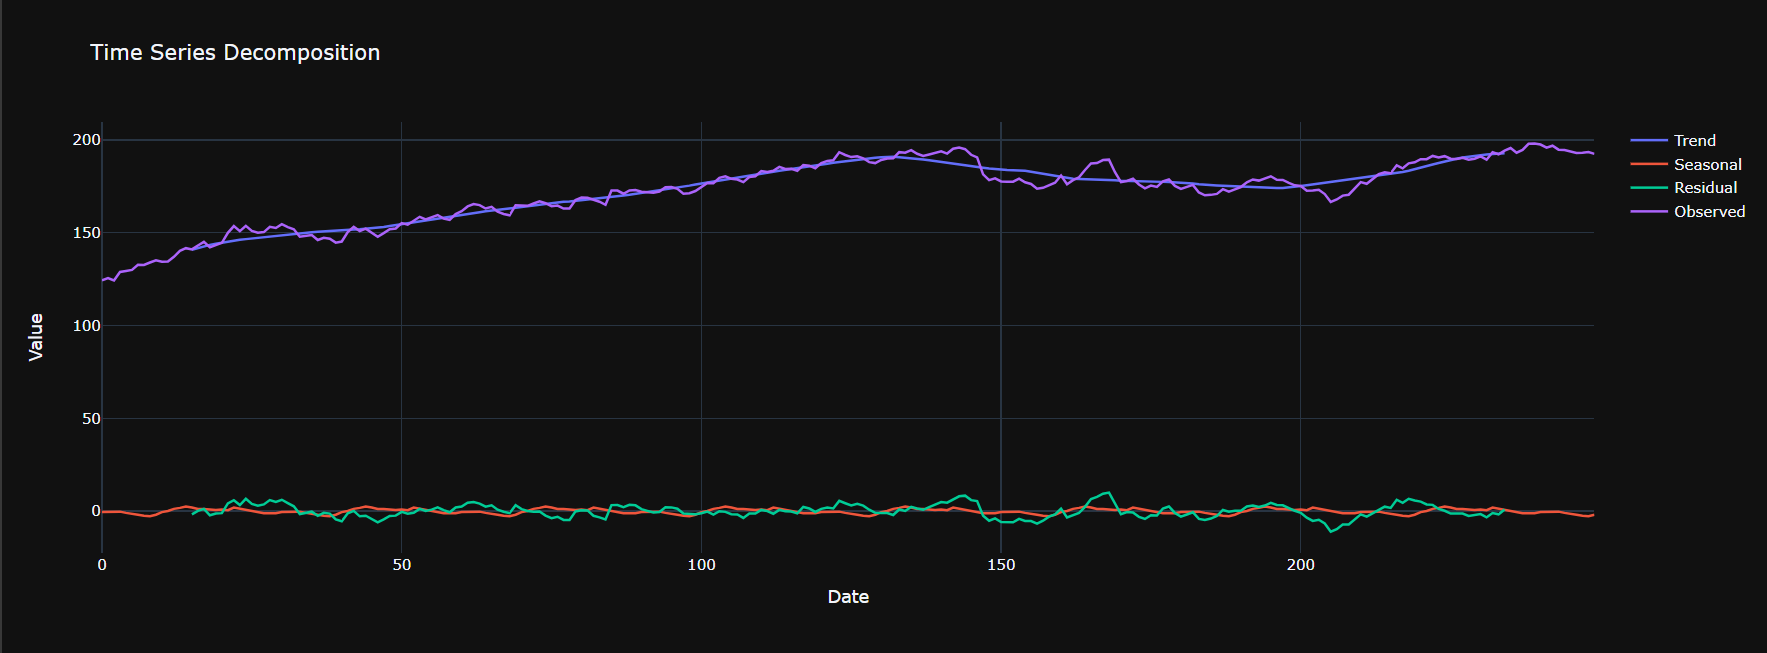 Time Series Decomposition
Trend
Seasonal
Residual
Observed
200
150
100
50
0
Value
0 50 100 150 200
Date